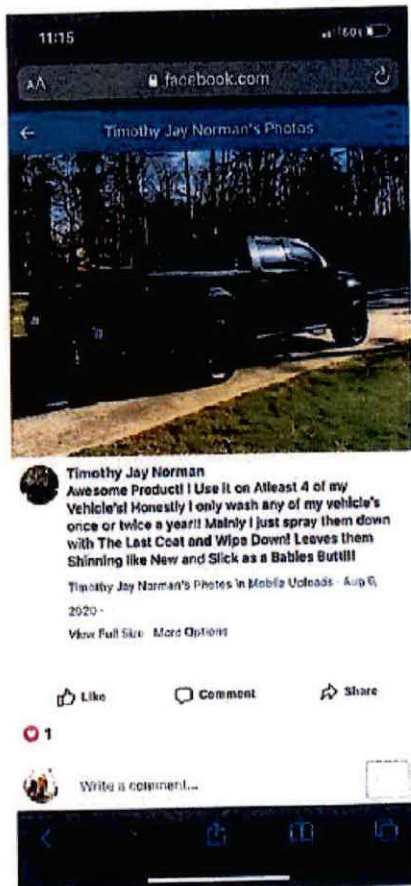 11:15
AA facebook.com
Timothy Jay Norman's Photos
Timothy Jay Norman
Awesome Product! I Use it on Atleast 4 of my
Vehicle's! Honestly I only wash any of my vehicle's
once or twice a year!! Mainly I just spray them down
with The Last Coat and Wipe Down! Leaves them
Shinning like New and Slick as a Babies Butt!!!
Timothy Jay Norman's Photos in Mobile Uploads · Aug 6,
2020 ·
View Full Size · More Options
Like Comment Share
1
Write a comment...